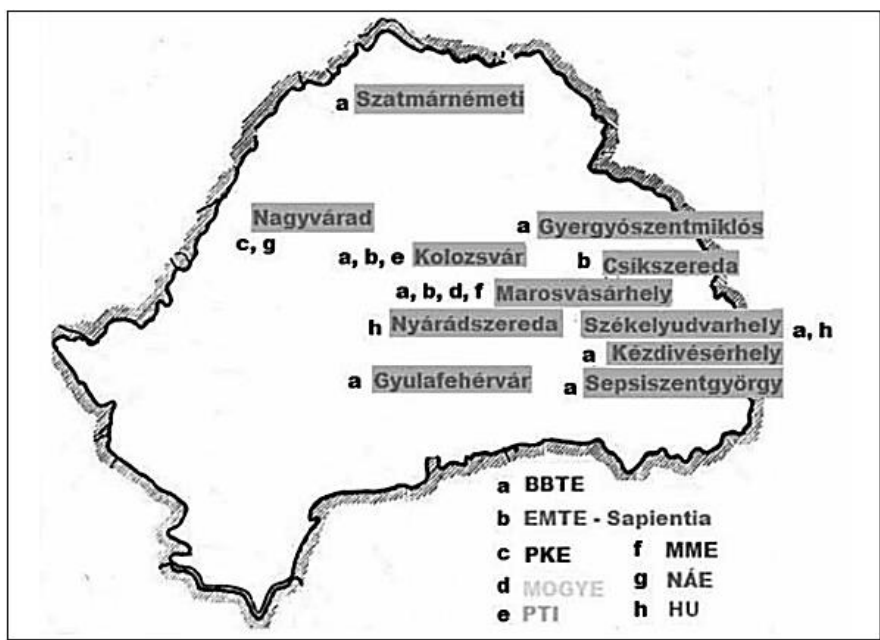 a Szatmárnémeti
Nagyvárad
c, g
a Gyergyószentmiklós
a, b, e Kolozsvár
b Csíkszereda
a, b, d, f Marosvásárhely
h Nyárádszereda
Székelyudvarhely a, h
a Kézdivésérhely
a Gyulafehérvár
a Sepsiszentgyörgy
a BBTE
b EMTE - Sapientia
c PKE
f MME
d MOGYE
g NÁE
e PTI
h HU